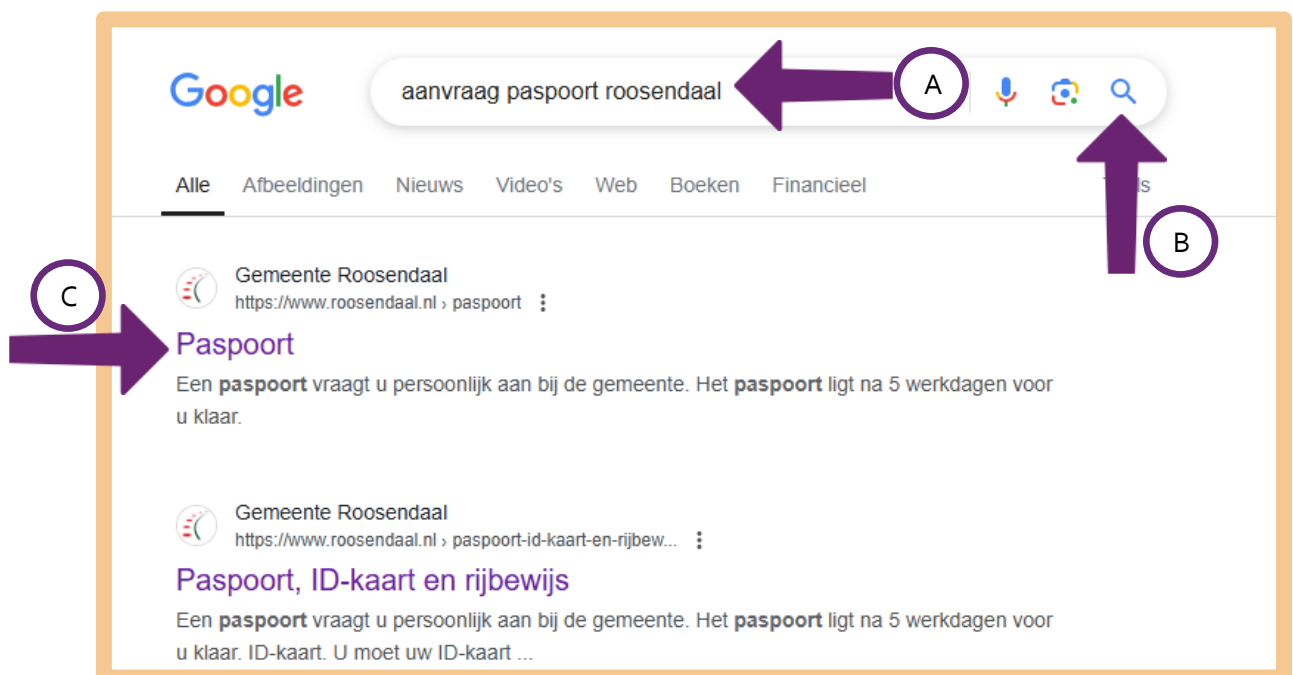 Google
aanvraag paspoort roosendaal
A
Alle Afbeeldingen Nieuws Video's Web Boeken Financieel
B
C
Gemeente Roosendaal
https://www.roosendaal.nl › paspoort
Paspoort
Een paspoort vraagt u persoonlijk aan bij de gemeente. Het paspoort ligt na 5 werkdagen voor
u klaar.
Gemeente Roosendaal
https://www.roosendaal.nl › paspoort-id-kaart-en-rijbew...
Paspoort, ID-kaart en rijbewijs
Een paspoort vraagt u persoonlijk aan bij de gemeente. Het paspoort ligt na 5 werkdagen voor
u klaar. ID-kaart. U moet uw ID-kaart ...